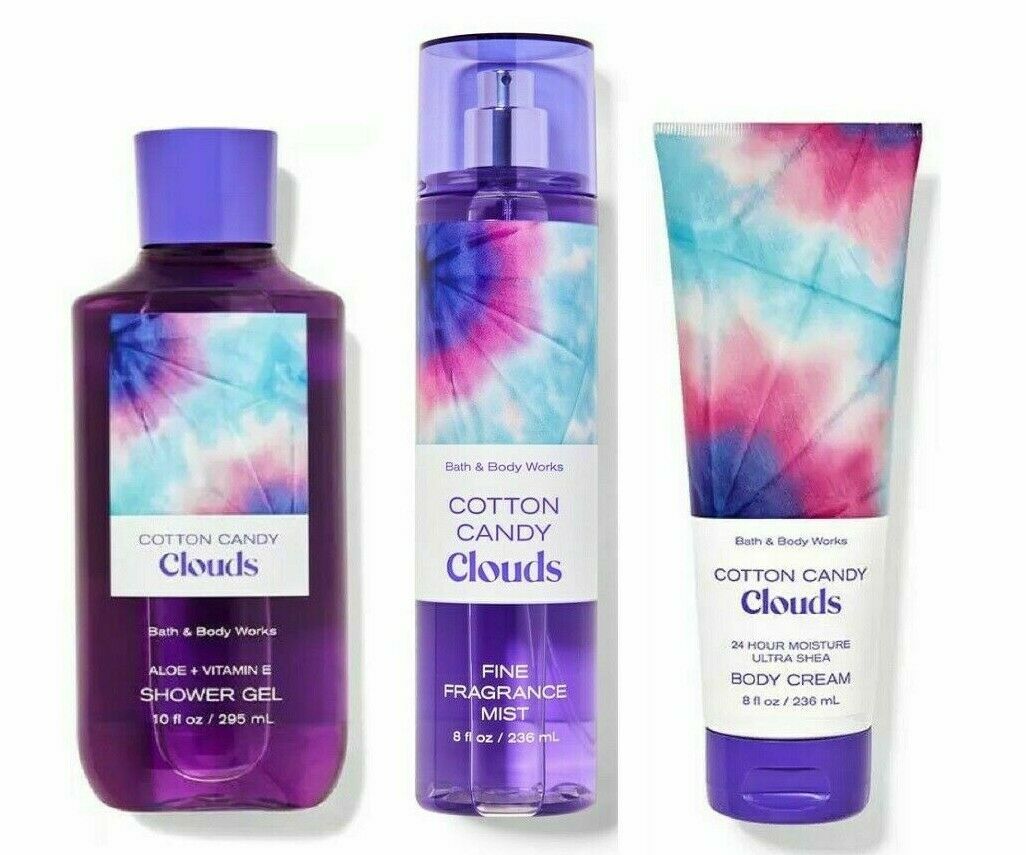 COTTON CANDY
Clouds
Bath & Body Works
ALOE + VITAMIN E
SHOWER GEL
10 fl oz / 295 mL
Bath & Body Works
COTTON
CANDY
Clouds
FINE
FRAGRANCE
MIST
8 fl oz / 236 mL
Bath & Body Works
COTTON CANDY
Clouds
24 HOUR MOISTURE
ULTRA SHEA
BODY CREAM
8 fl oz / 236 mL